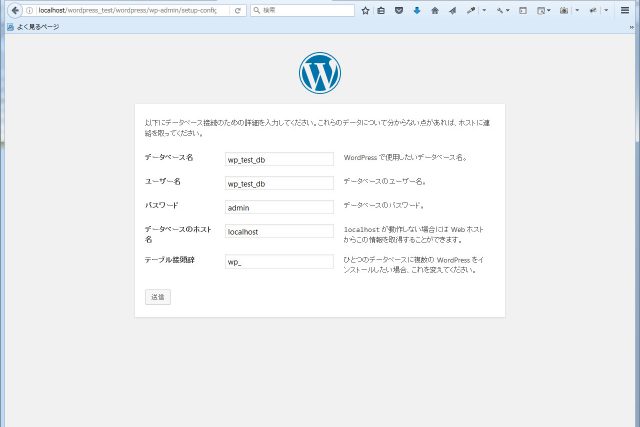 localhost/wordpress_test/wordpress/wp-admin/setup-config
検索
よく見るページ
以下にデータベース接続のための詳細を入力してください。これらのデータについて分からない点があれば、ホストに連
絡を取ってください。
データベース名 wp_test_db WordPress で使用したいデータベース名。
ユーザー名 wp_test_db データベースのユーザー名。
パスワード admin データベースのパスワード。
データベースのホスト localhost localhost が動作しない場合には Web ホスト
名 からこの情報を取得することができます。
テーブル接頭辞 wp_ ひとつのデータベースに複数の WordPress をイ
ンストールしたい場合、これを変えてください。
送信